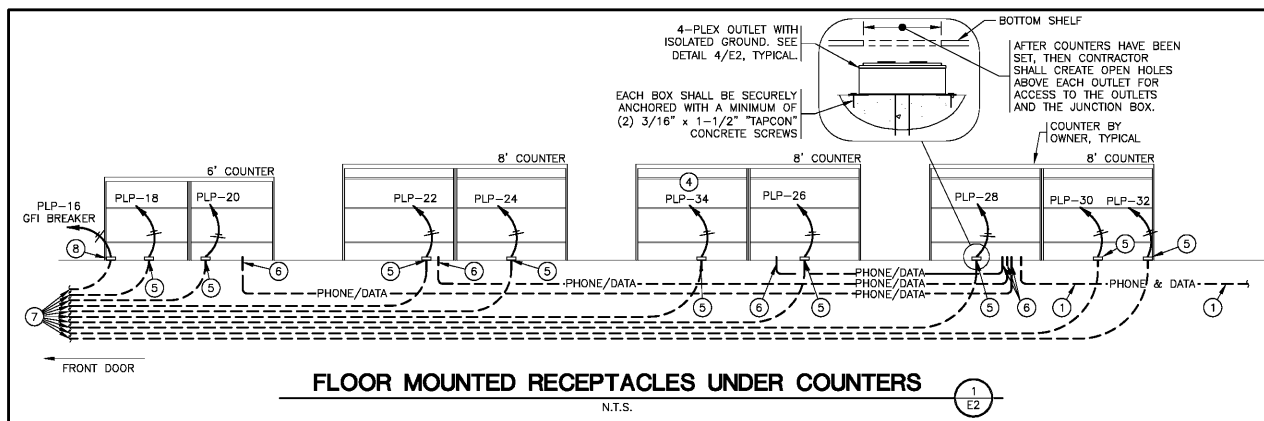 4-PLEX OUTLET WITH
ISOLATED GROUND. SEE
DETAIL 4/E2, TYPICAL.
BOTTOM SHELF
AFTER COUNTERS HAVE BEEN
SET, THEN CONTRACTOR
SHALL CREATE OPEN HOLES
ABOVE EACH OUTLET FOR
ACCESS TO THE OUTLETS
AND THE JUNCTION BOX.
EACH BOX SHALL BE SECURELY
ANCHORED WITH A MINIMUM OF
(2) 3/16" x 1-1/2" "TAPCON"
CONCRETE SCREWS
COUNTER BY
OWNER, TYPICAL
6' COUNTER
8' COUNTER
8' COUNTER
8' COUNTER
PLP-16
GFI BREAKER
PLP-18
PLP-20
PLP-22
PLP-24
4
PLP-34
PLP-26
PLP-28
PLP-30
PLP-32
8
5
5
6
5
6
5
5
6
5
5
6
5
5
PHONE/DATA
PHONE/DATA
PHONE/DATA
PHONE/DATA
1
PHONE & DATA
1
7
FRONT DOOR
FLOOR MOUNTED RECEPTACLES UNDER COUNTERS
N.T.S.
1
E2